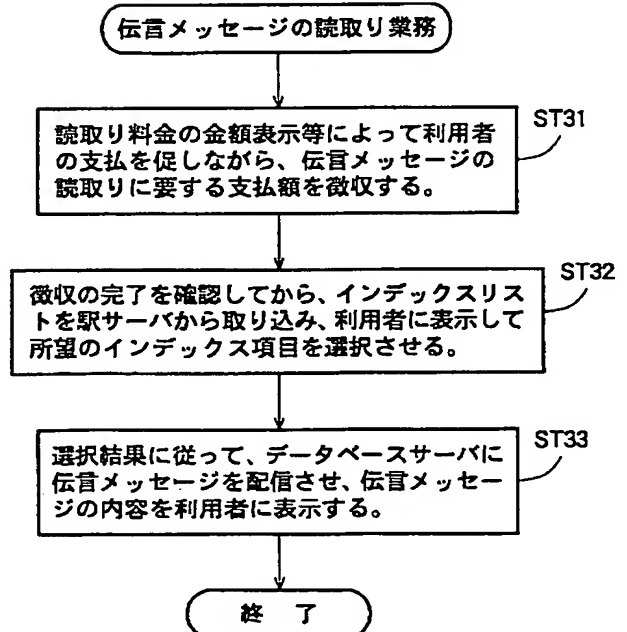 伝言メッセージの読取り業務
ST31
読取り料金の金額表示等によって利用者
の支払を促しながら、伝言メッセージの
読取りに要する支払額を徴収する。
ST32
徴収の完了を確認してから、インデックスリス
トを駅サーバから取り込み、利用者に表示して
所望のインデックス項目を選択させる。
ST33
選択結果に従って、データベースサーバに
伝言メッセージを配信させ、伝言メッセー
ジの内容を利用者に表示する。
終 了